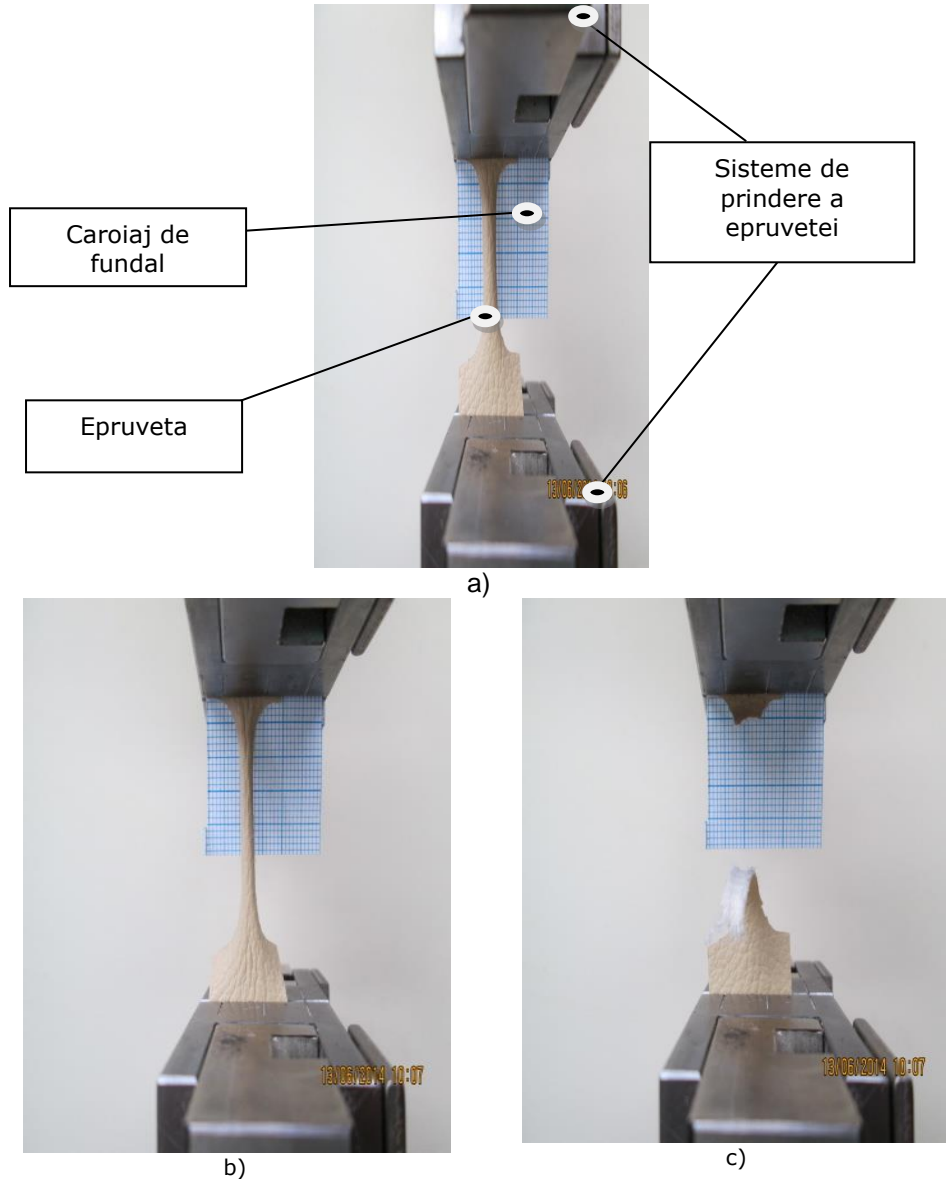 Sisteme de
prindere a
epruvetei
Caroiaj de
fundal
Epruveta
a)
13/06/2014 10:07
13/06/2014 10:07
b)
c)